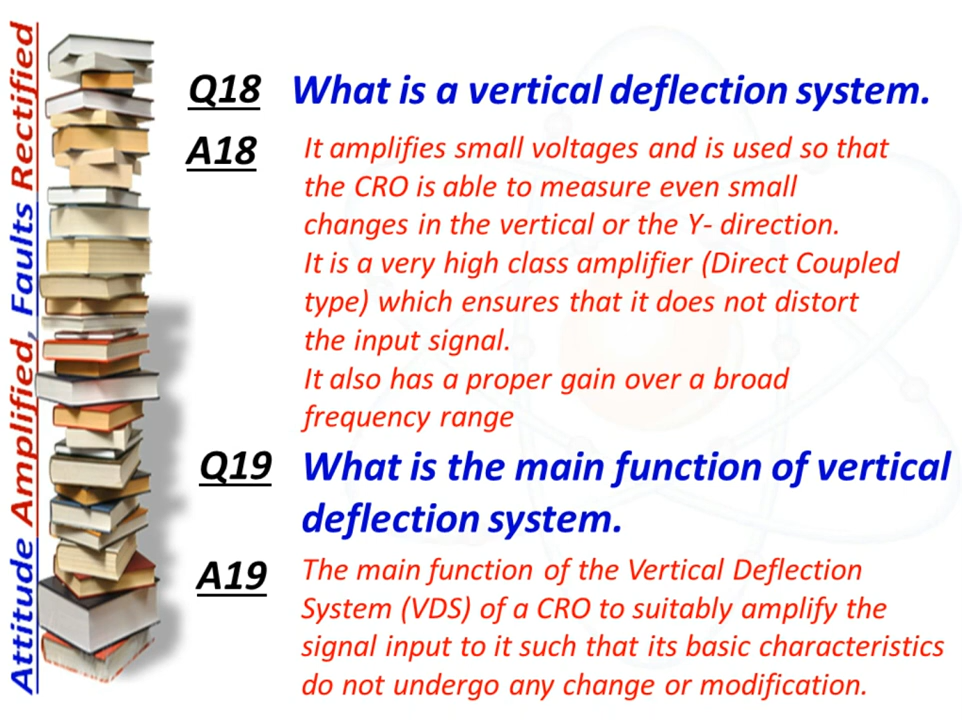 Attitude Amplified, Faults Rectified
Q18 What is a vertical deflection system.
A18 It amplifies small voltages and is used so that
the CRO is able to measure even small
changes in the vertical or the Y- direction.
It is a very high class amplifier (Direct Coupled
type) which ensures that it does not distort
the input signal.
It also has a proper gain over a broad
frequency range
Q19 What is the main function of vertical
deflection system.
A19 The main function of the Vertical Deflection
System (VDS) of a CRO to suitably amplify the
signal input to it such that its basic characteristics
do not undergo any change or modification.